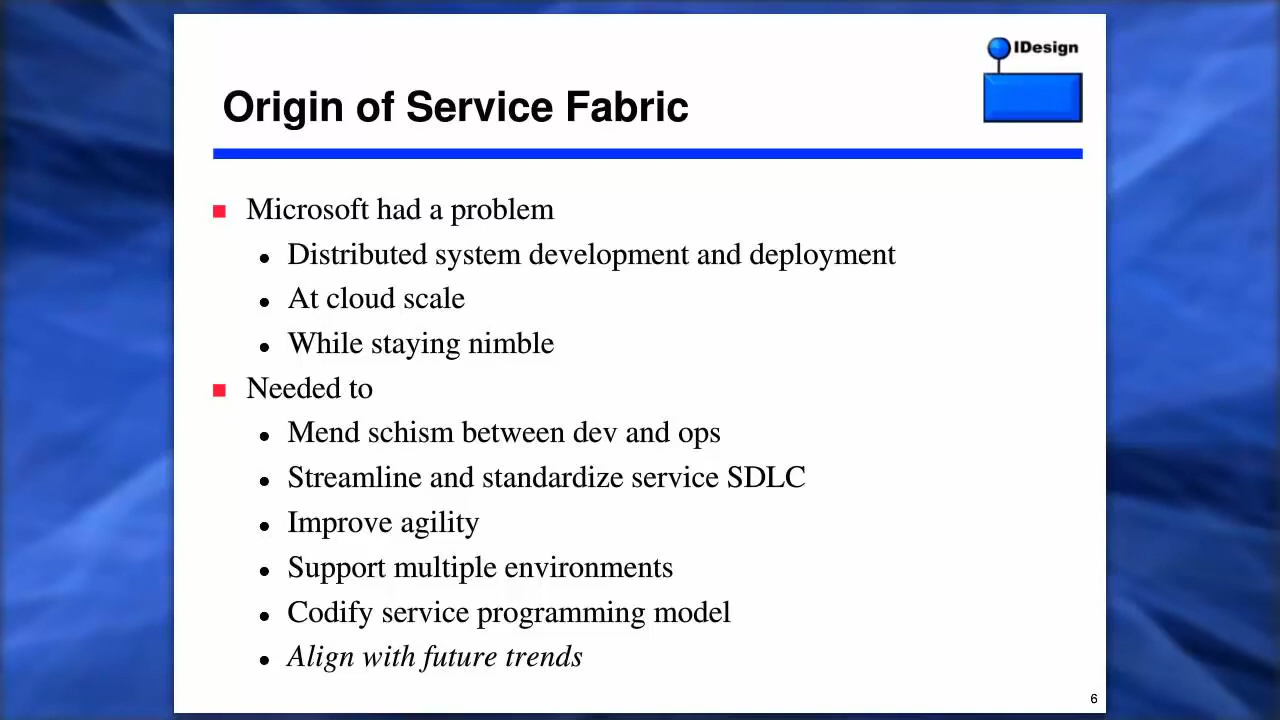 IDesign
Origin of Service Fabric
Microsoft had a problem
Distributed system development and deployment
At cloud scale
While staying nimble
Needed to
Mend schism between dev and ops
Streamline and standardize service SDLC
Improve agility
Support multiple environments
Codify service programming model
Align with future trends
6